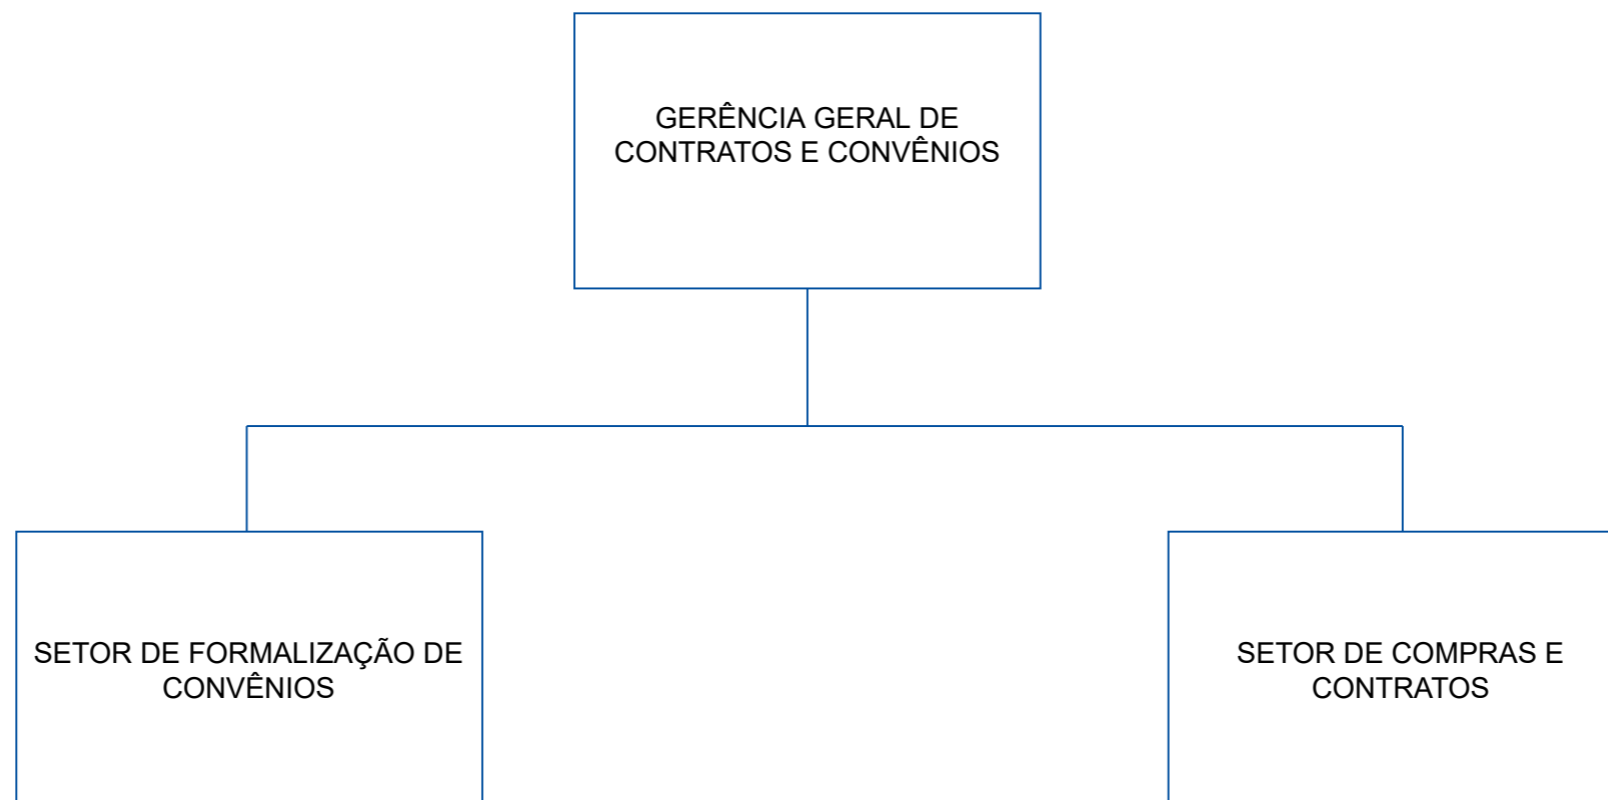 GERÊNCIA GERAL DE
CONTRATOS E CONVÊNIOS
SETOR DE FORMALIZAÇÃO DE
CONVÊNIOS
SETOR DE COMPRAS E
CONTRATOS